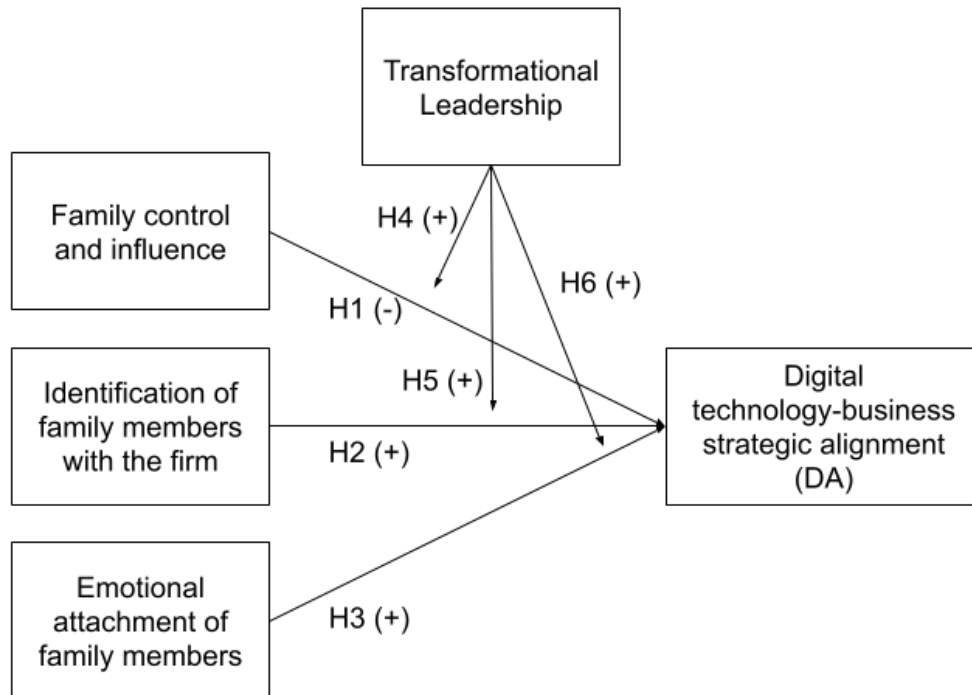 Transformational
Leadership
Family control
and influence
H4 (+)
H6 (+)
H1 (-)
H5 (+)
Identification of
family members
with the firm
H2 (+)
Digital
technology-business
strategic alignment
(DA)
Emotional
attachment of
family members
H3 (+)